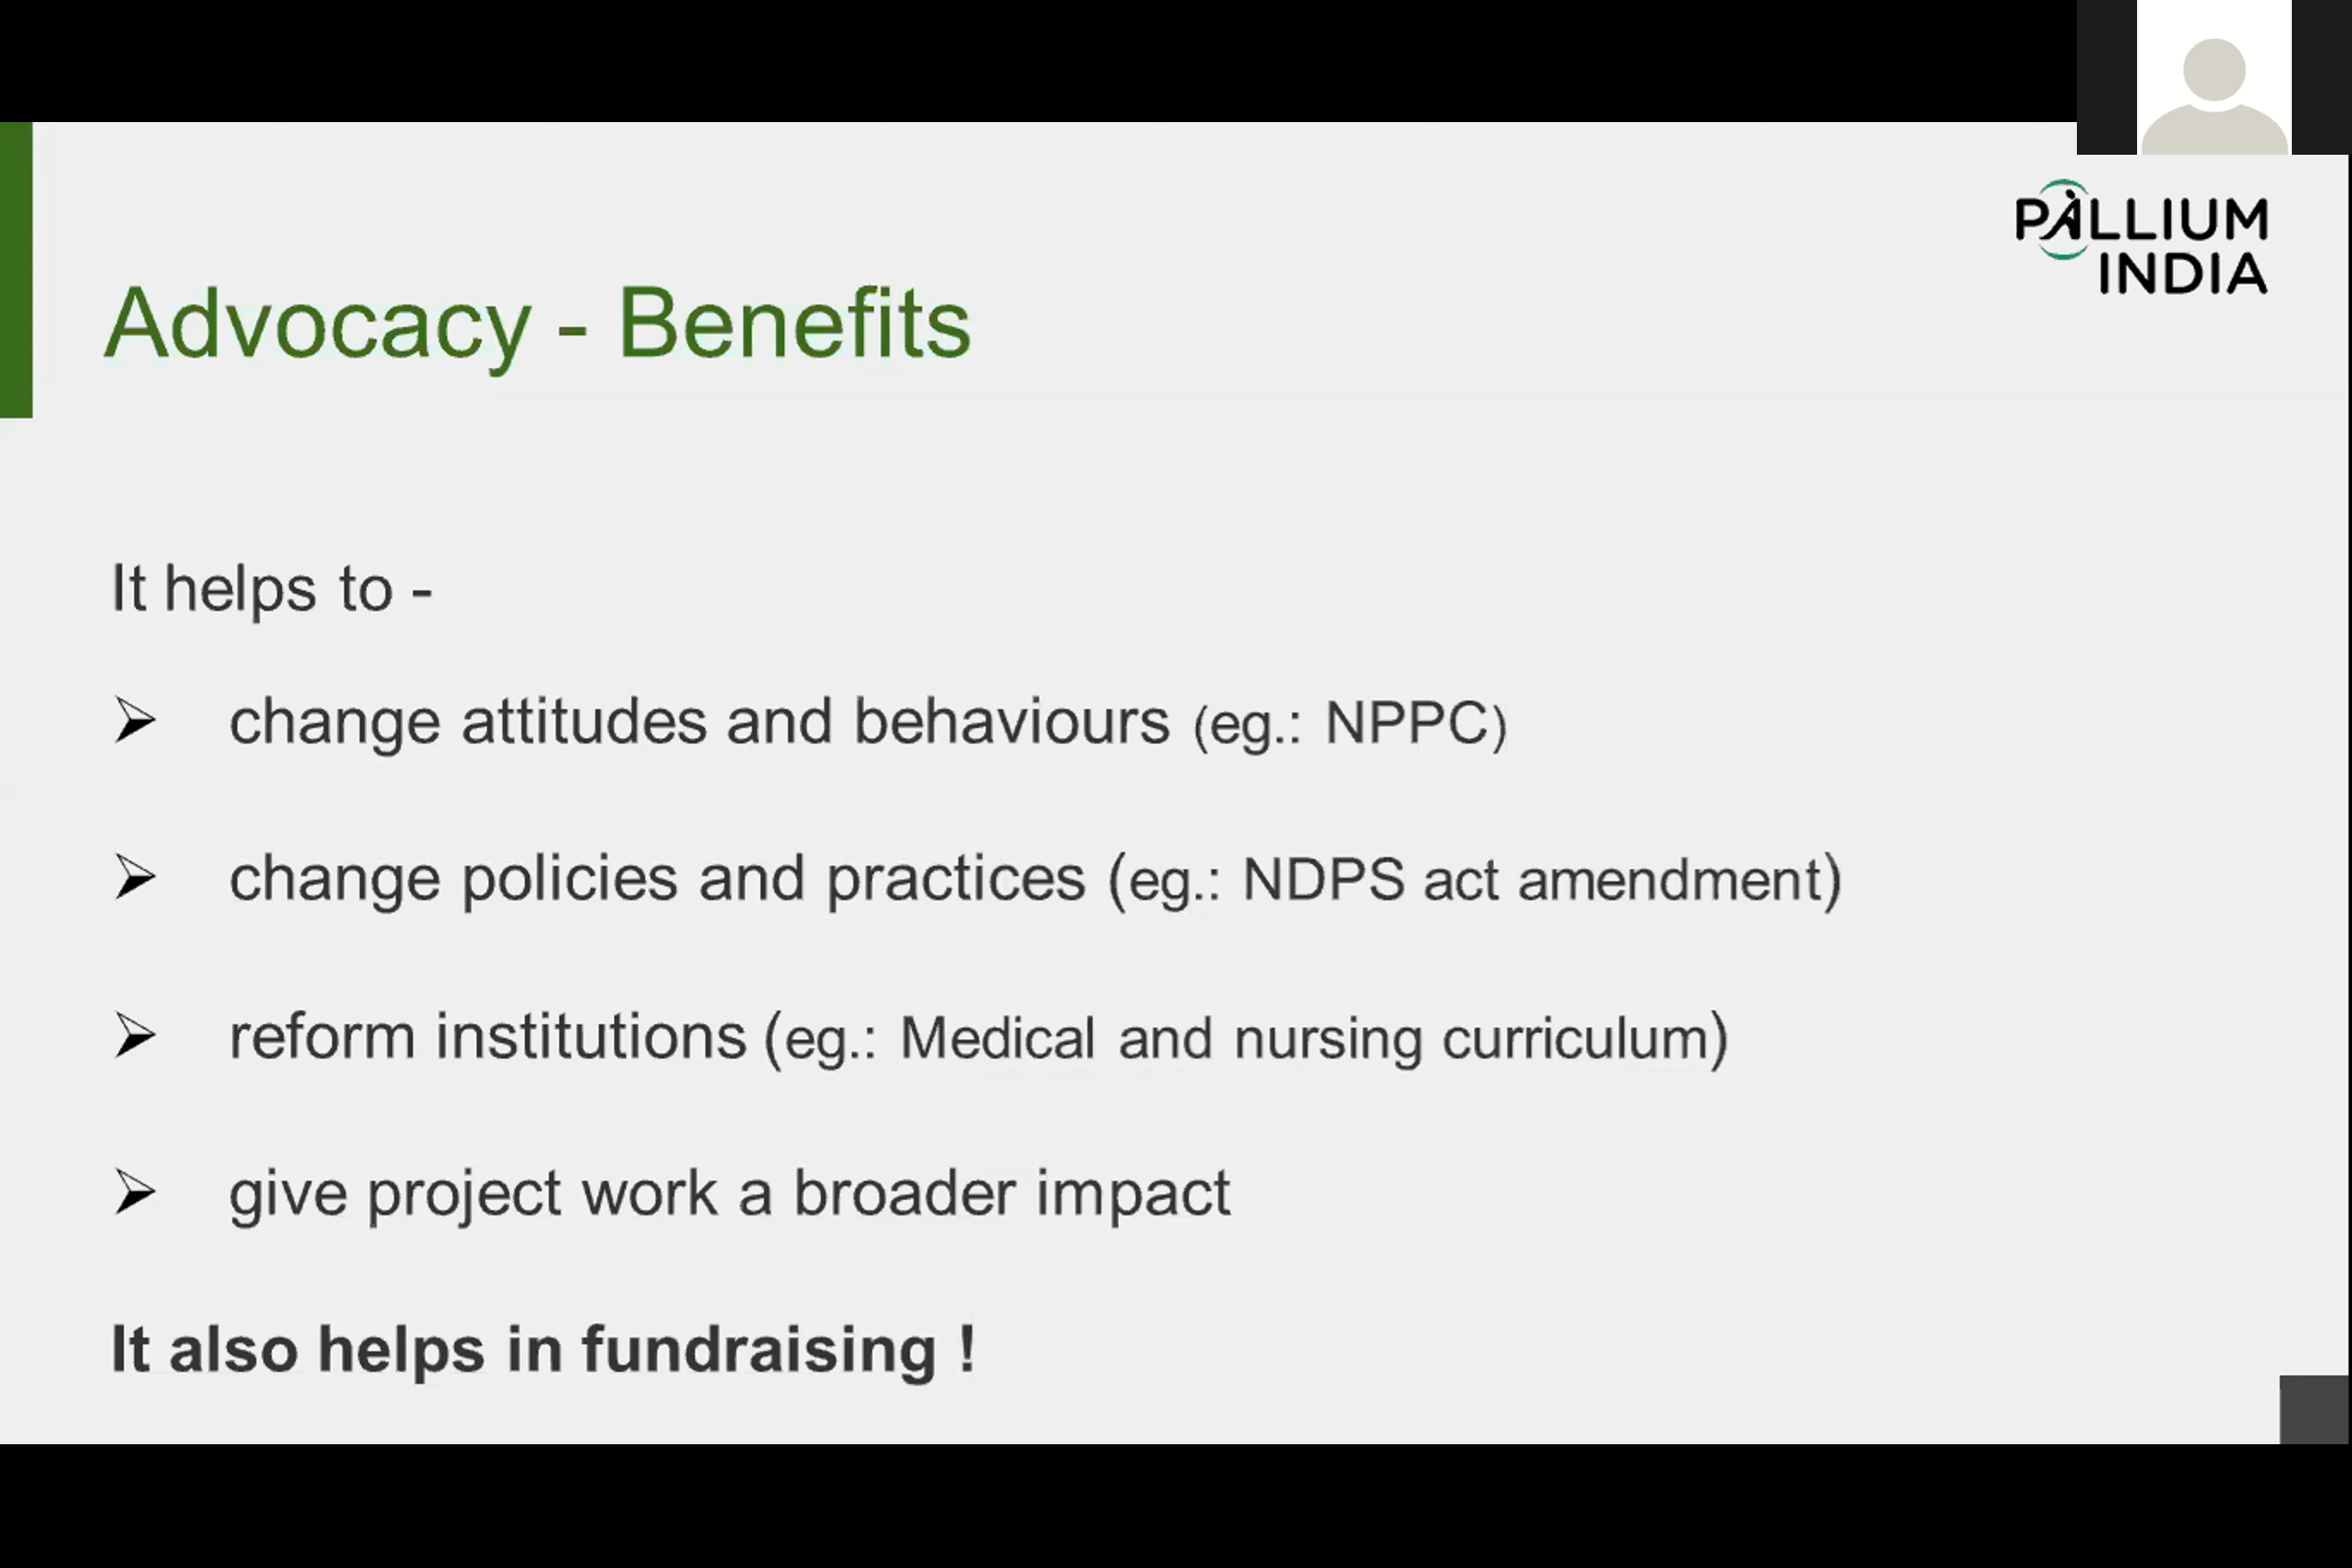 PALLIUM
INDIA
Advocacy - Benefits
It helps to -
➢ change attitudes and behaviours (eg.: NPPC)
➢ change policies and practices (eg.: NDPS act amendment)
➢ reform institutions (eg.: Medical and nursing curriculum)
➢ give project work a broader impact
It also helps in fundraising !